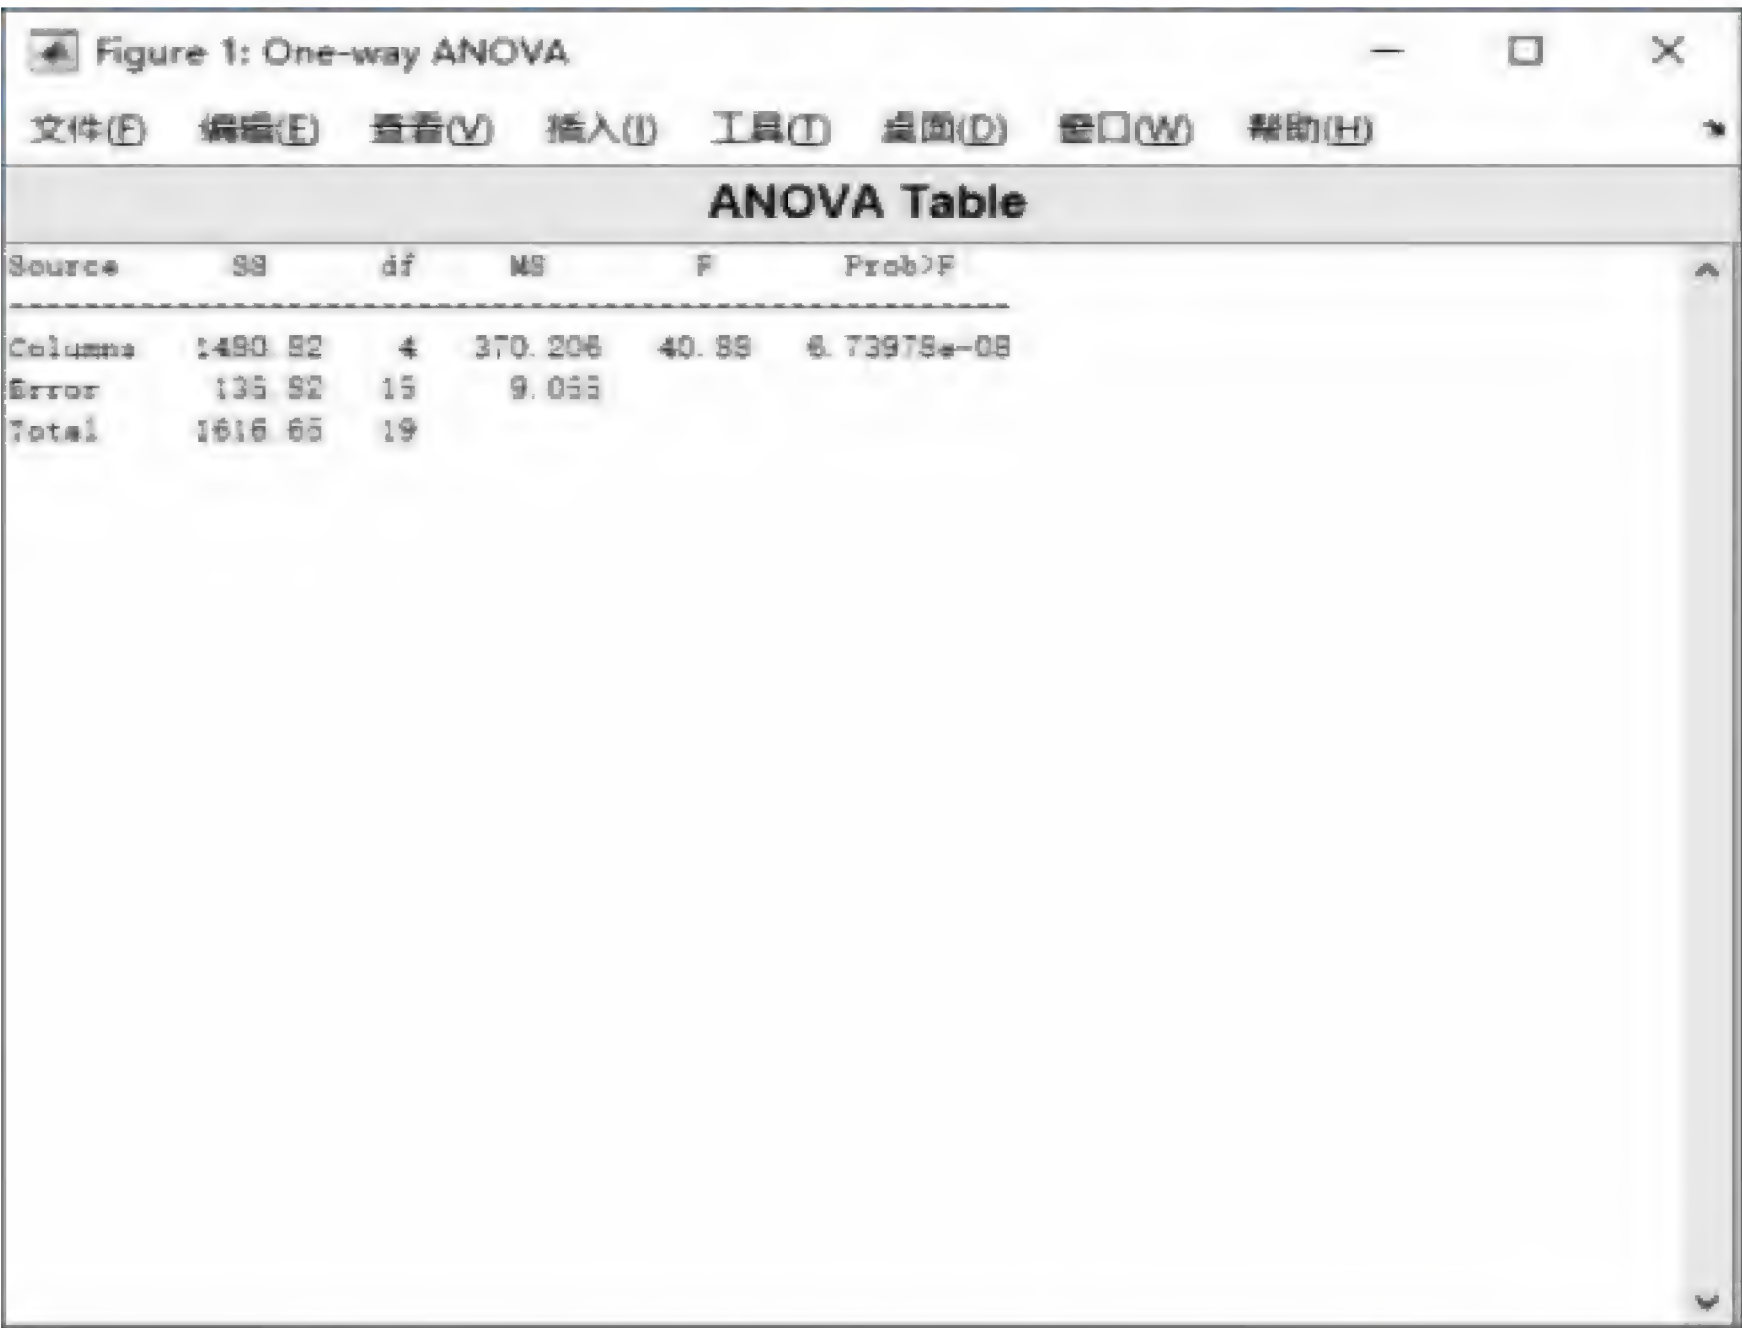 Figure 1: One-way ANOVA
文件(F) 编辑(E) 查看(V) 插入(I) 工具(T) 桌面(D) 窗口(W) 帮助(H)
ANOVA Table
Source SS df MS F Prob>F
Columns 1480.82 4 370.206 40.88 6.73978e-08
Error 135.82 15 9.055
Total 1616.65 19